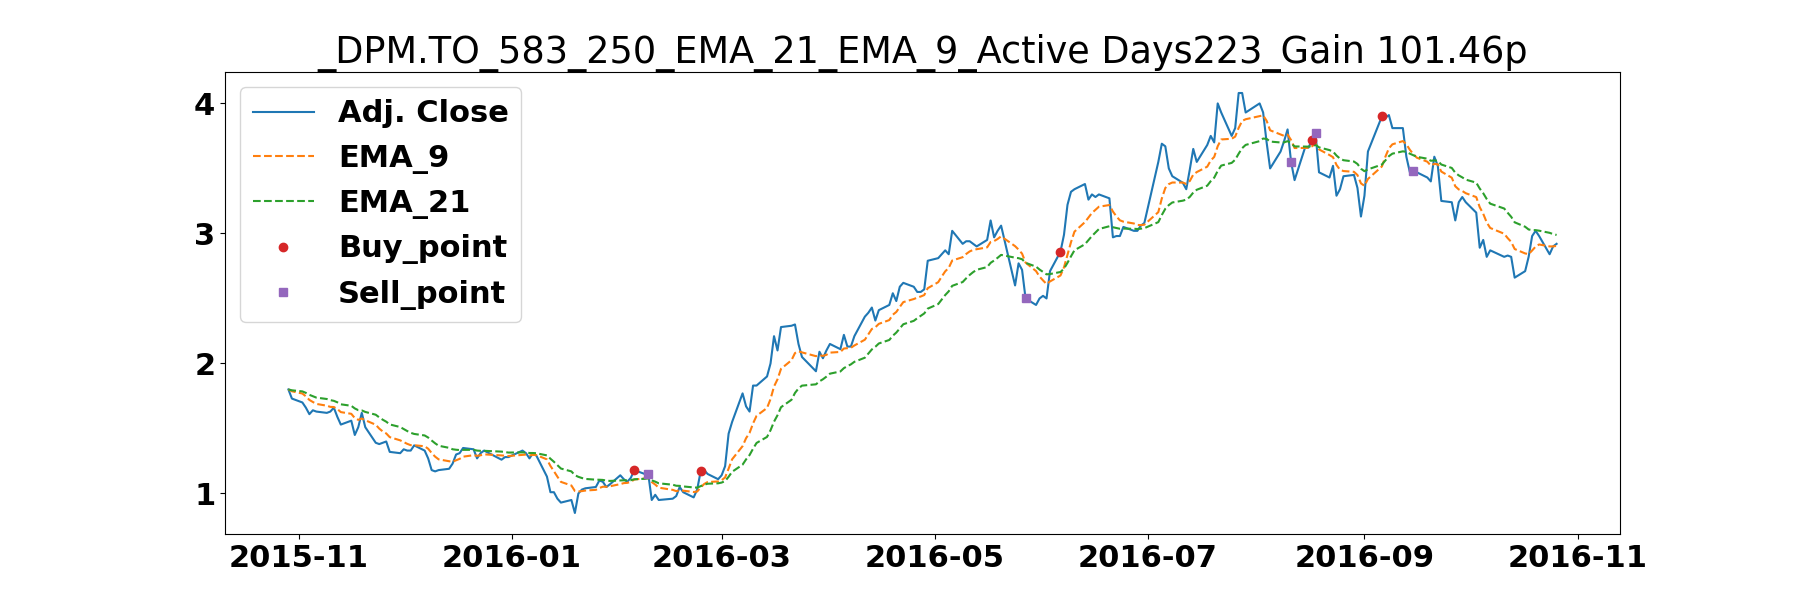 _DPM.TO_583_250_EMA_21_EMA_9_Active Days223_Gain 101.46p
Adj. Close
EMA_9
EMA_21
Buy_point
Sell_point
4
3
2
1
2015-11 2016-01 2016-03 2016-05 2016-07 2016-09 2016-11